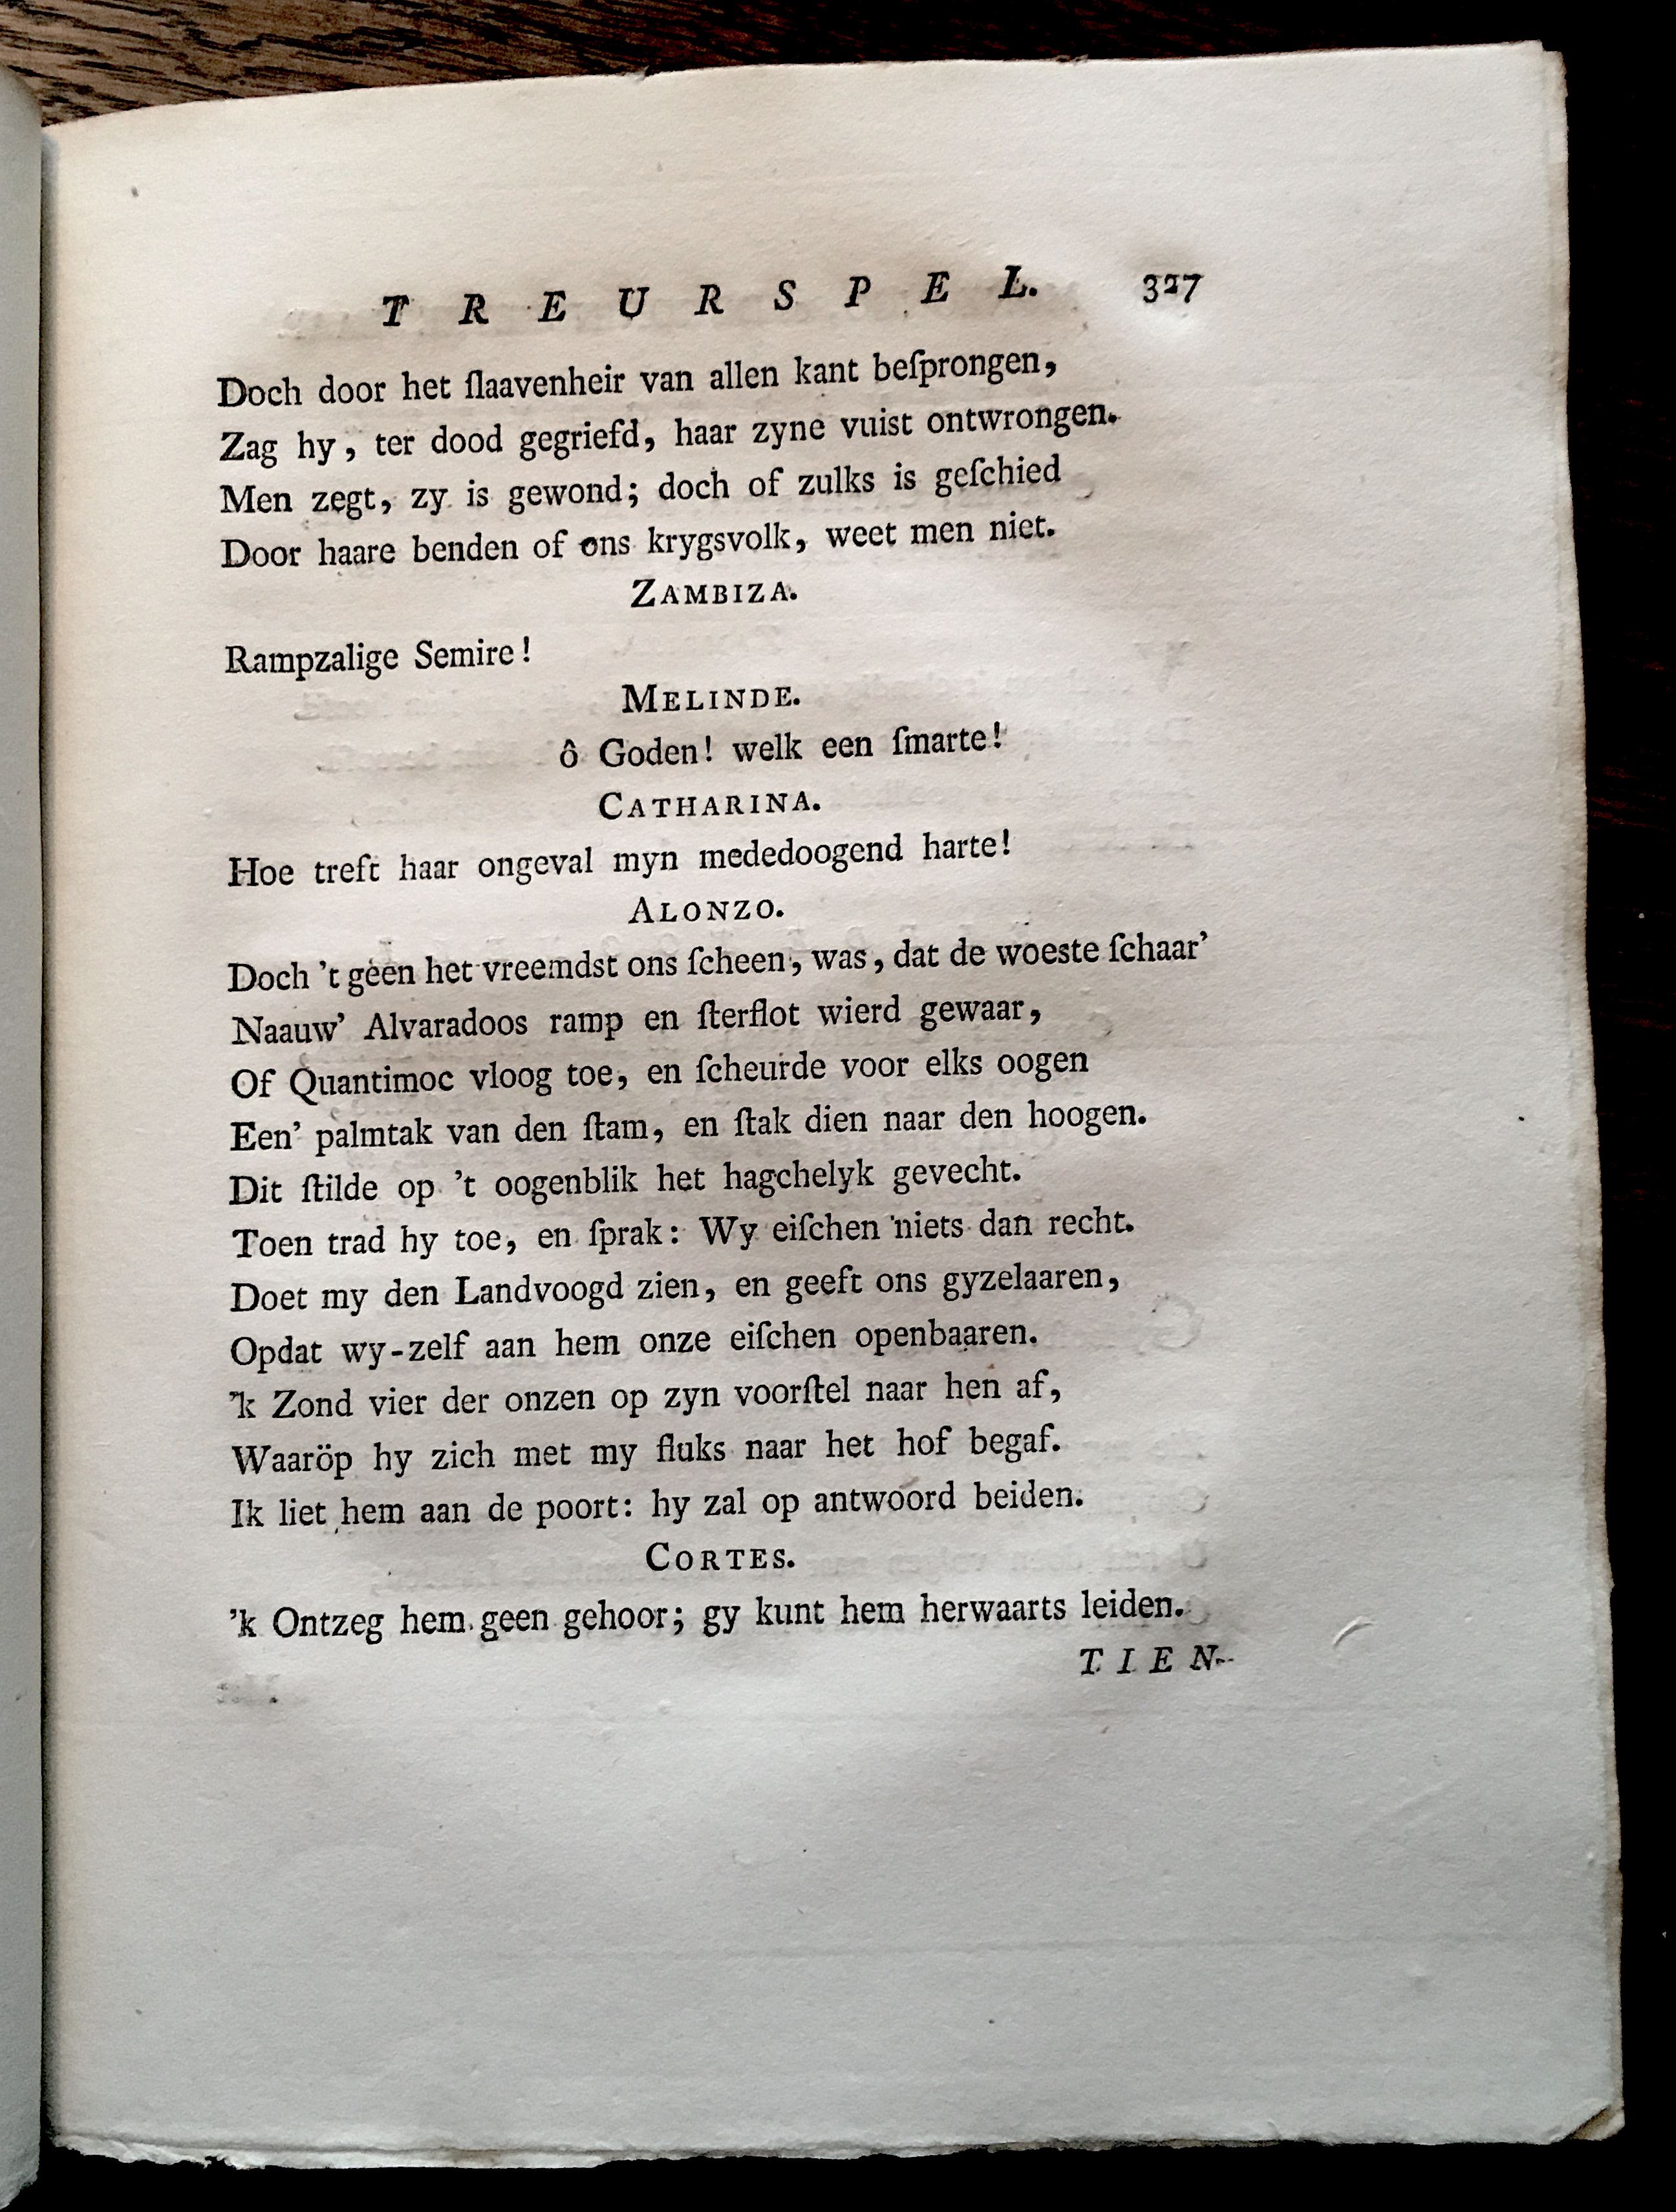 TREURSPEL. 327
Doch door het ſlaavenheir van allen kant beſprongen,
Zag hy, ter dood gegriefd, haar zyne vuist ontwrongen.
Men zegt, zy is gewond; doch of zulks is geſchied
Door haare benden of ons krygsvolk, weet men niet.
ZAMBIZA.
Rampzalige Semire!
MELINDE.
ô Goden! welk een ſmarte!
CATHARINA.
Hoe treft haar ongeval myn mededoogend harte!
ALONZO.
Doch 't geen het vreemdst ons ſcheen, was, dat de woeste ſchaar'
Naauw' Alvaradoos ramp en ſterflot wierd gewaar,
Of Quantimoc vloog toe, en ſcheurde voor elks oogen
Een' palmtak van den ſtam, en ſtak dien naar den hoogen.
Dit ſtilde op 't oogenblik het hagchelyk gevecht.
Toen trad hy toe, en ſprak: Wy eiſchen niets dan recht.
Doet my den Landvoogd zien, en geeft ons gyzelaaren,
Opdat wy-zelf aan hem onze eiſchen openbaaren.
'k Zond vier der onzen op zyn voorſtel naar hen af,
Waaröp hy zich met my fluks naar het hof begaf.
Ik liet hem aan de poort: hy zal op antwoord beiden.
CORTES.
'k Ontzeg hem geen gehoor; gy kunt hem herwaarts leiden.
TIEN-